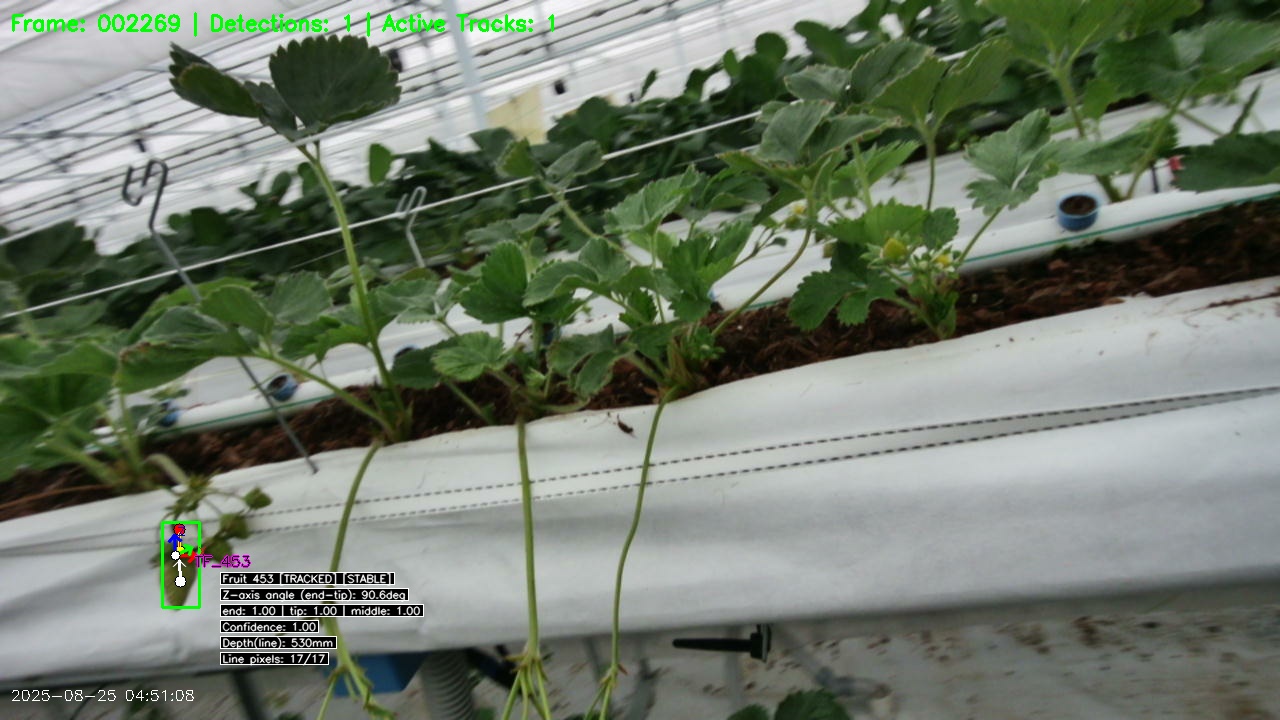 Frame: 002269 | Detections: 1 | Active Tracks: 1
TF_453
Fruit 453 [TRACKED] [STABLE]
Z-axis angle (end-tip): 90.6deg
end: 1.00 | tip: 1.00 | middle: 1.00
Confidence: 1.00
Depth(line): 530mm
Line pixels: 17/17
2025-08-25 04:51:08